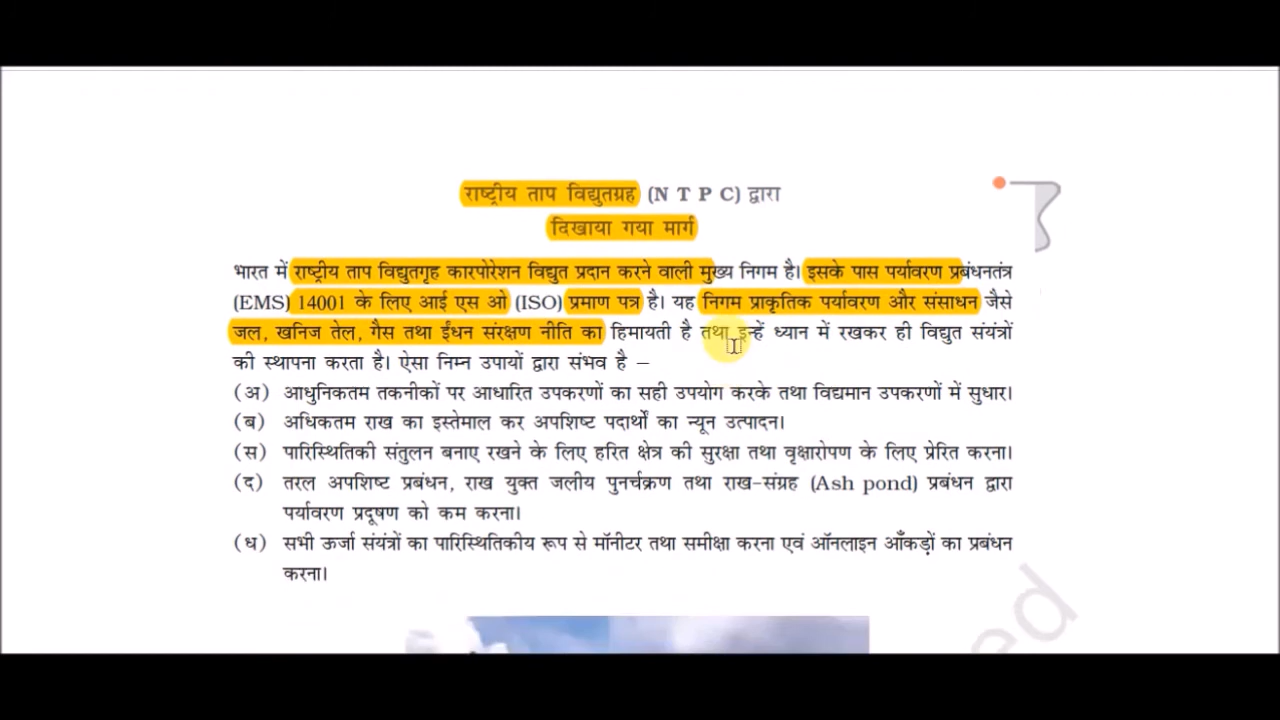 राष्ट्रीय ताप विद्युतग्रह (N T P C) द्वारा
दिखाया गया मार्ग
भारत में राष्ट्रीय ताप विद्युतगृह कारपोरेशन विद्युत प्रदान करने वाली मुख्य निगम है। इसके पास पर्यावरण प्रबंधनतंत्र
(EMS) 14001 के लिए आई एस ओ (ISO) प्रमाण पत्र है। यह निगम प्राकृतिक पर्यावरण और संसाधन जैसे
जल, खनिज तेल, गैस तथा ईंधन संरक्षण नीति का हिमायती है तथा इन्हें ध्यान में रखकर ही विद्युत संयंत्रों
की स्थापना करता है। ऐसा निम्न उपायों द्वारा संभव है –
(अ) आधुनिकतम तकनीकों पर आधारित उपकरणों का सही उपयोग करके तथा विद्यमान उपकरणों में सुधार।
(ब) अधिकतम राख का इस्तेमाल कर अपशिष्ट पदार्थों का न्यून उत्पादन।
(स) पारिस्थितिकी संतुलन बनाए रखने के लिए हरित क्षेत्र की सुरक्षा तथा वृक्षारोपण के लिए प्रेरित करना।
(द) तरल अपशिष्ट प्रबंधन, राख युक्त जलीय पुनर्चक्रण तथा राख-संग्रह (Ash pond) प्रबंधन द्वारा
पर्यावरण प्रदूषण को कम करना।
(ध) सभी ऊर्जा संयंत्रों का पारिस्थितिकीय रूप से मॉनीटर तथा समीक्षा करना एवं ऑनलाइन आँकड़ों का प्रबंधन
करना।